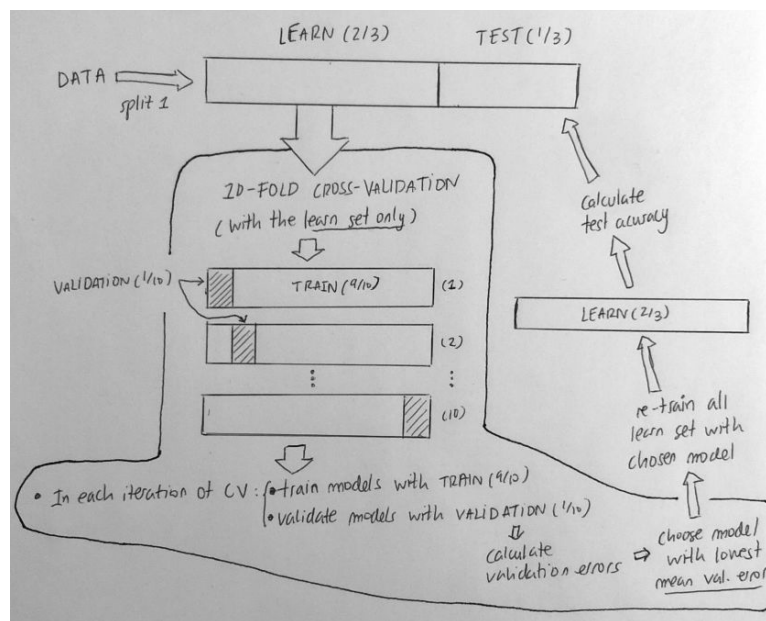 LEARN (2/3)
TEST (1/3)
DATA
split 1
10-FOLD CROSS-VALIDATION
(with the learn set only)
VALIDATION (1/10)
TRAIN (9/10)
(1)
(2)
(10)
• In each iteration of CV:
• train models with TRAIN (9/10)
• validate models with VALIDATION (1/10)
calculate
validation errors
choose model
with lowest
mean val. error
re-train all
learn set with
chosen model
LEARN (2/3)
calculate
test accuracy